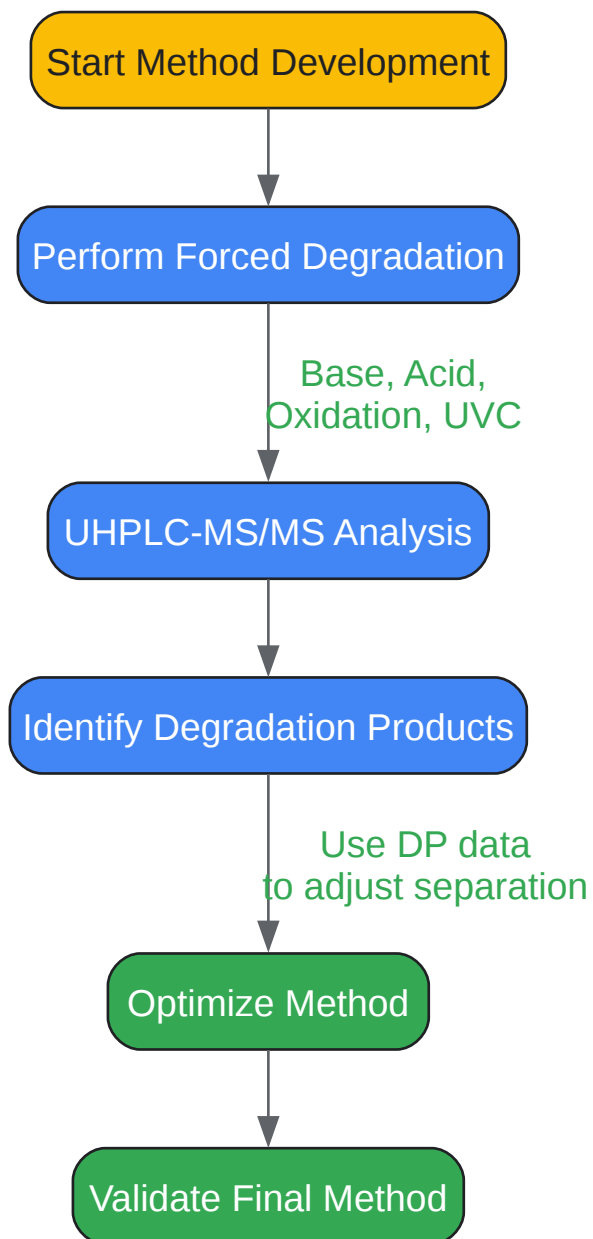 Start Method Development
Perform Forced Degradation
Base, Acid,
Oxidation, UVC
UHPLC-MS/MS Analysis
Identify Degradation Products
Use DP data
to adjust separation
Optimize Method
Validate Final Method